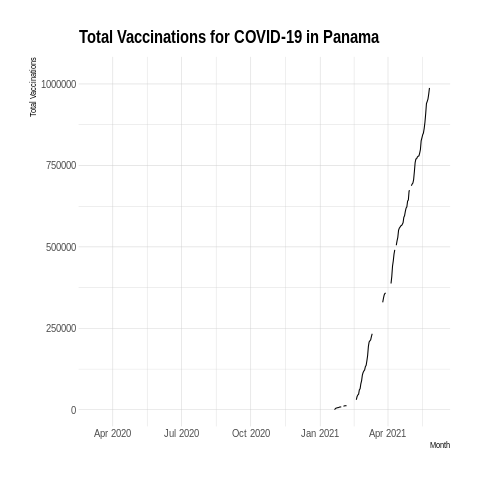 Total Vaccinations for COVID-19 in Panama
Total Vaccinations
1000000
750000
500000
250000
0
Apr 2020 Jul 2020 Oct 2020 Jan 2021 Apr 2021
Month